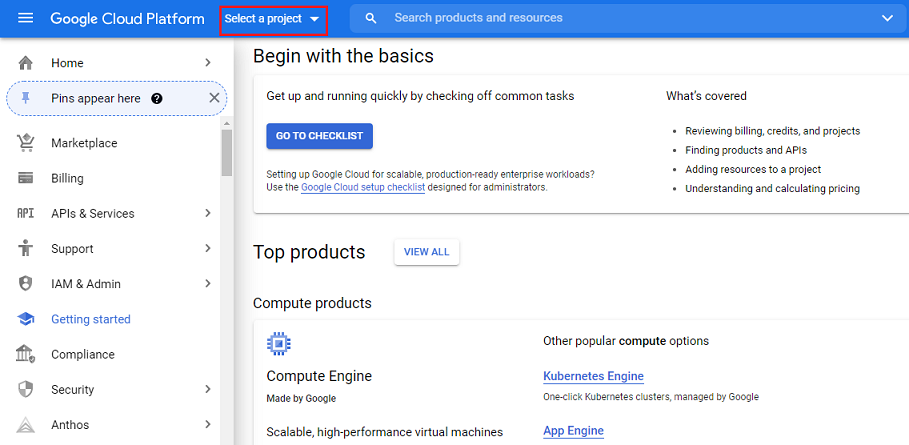 Google Cloud Platform
Select a project
Search products and resources
Home
Pins appear here
Marketplace
Billing
API APIs & Services
Support
IAM & Admin
Getting started
Compliance
Security
Anthos
Begin with the basics
Get up and running quickly by checking off common tasks
GO TO CHECKLIST
Setting up Google Cloud for scalable, production-ready enterprise workloads?
Use the Google Cloud setup checklist designed for administrators.
What's covered
Reviewing billing, credits, and projects
Finding products and APIs
Adding resources to a project
Understanding and calculating pricing
Top products
VIEW ALL
Compute products
Compute Engine
Made by Google
Scalable, high-performance virtual machines
Other popular compute options
Kubernetes Engine
One-click Kubernetes clusters, managed by Google
App Engine